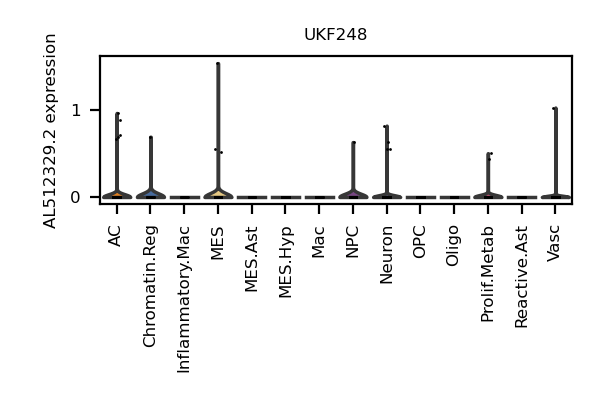 UKF248
AL512329.2 expression
1
0
AC
Chromatin.Reg
Inflammatory.Mac
MES
MES.Ast
MES.Hyp
Mac
NPC
Neuron
OPC
Oligo
Prolif.Metab
Reactive.Ast
Vasc